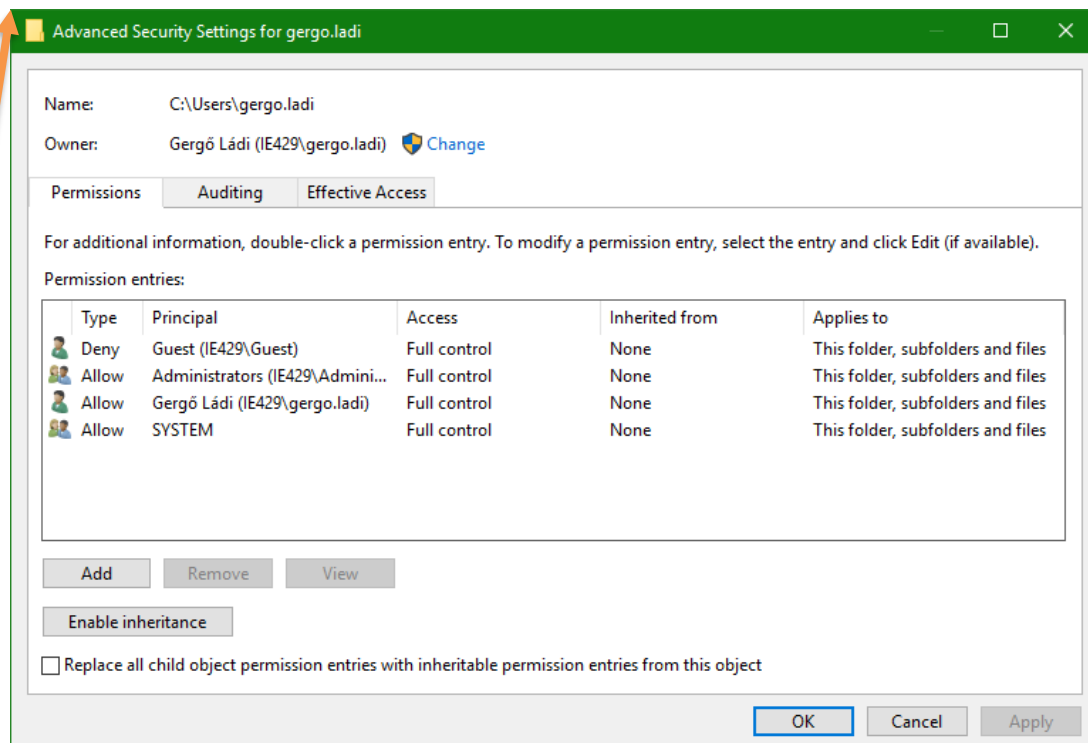 Advanced Security Settings for gergo.ladi
Name: C:\Users\gergo.ladi
Owner: Gergő Ládi (IE429\gergo.ladi) Change
Permissions Auditing Effective Access
For additional information, double-click a permission entry. To modify a permission entry, select the entry and click Edit (if available).
Permission entries:
Type Principal Access Inherited from Applies to
Deny Guest (IE429\Guest) Full control None This folder, subfolders and files
Allow Administrators (IE429\Admini... Full control None This folder, subfolders and files
Allow Gergő Ládi (IE429\gergo.ladi) Full control None This folder, subfolders and files
Allow SYSTEM Full control None This folder, subfolders and files
Add Remove View
Enable inheritance
Replace all child object permission entries with inheritable permission entries from this object
OK Cancel Apply